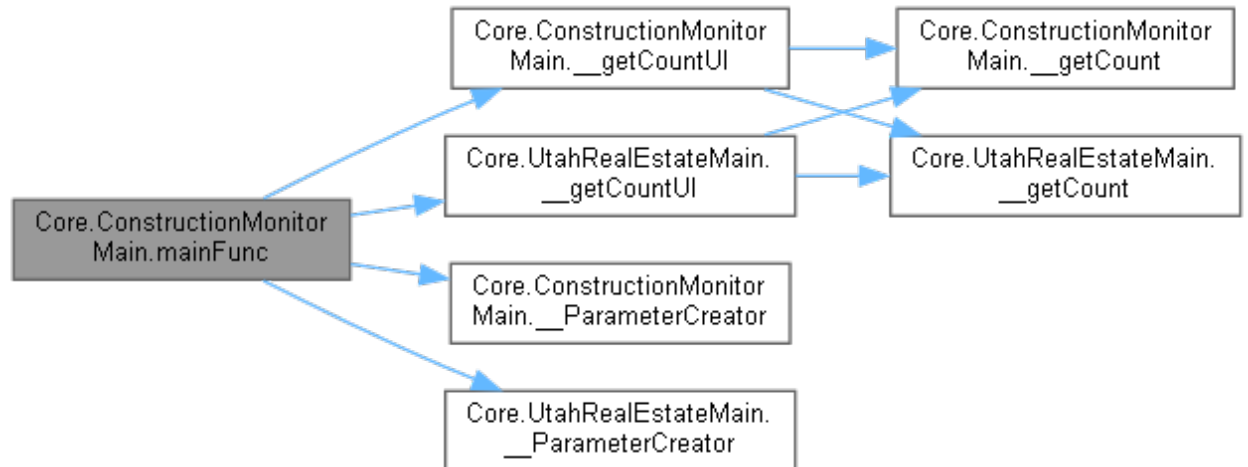 Core.ConstructionMonitor
Main.__getCountUI
Core.ConstructionMonitor
Main.__getCount
Core.UtahRealEstateMain.
__getCountUI
Core.UtahRealEstateMain.
__getCount
Core.ConstructionMonitor
Main.mainFunc
Core.ConstructionMonitor
Main.__ParameterCreator
Core.UtahRealEstateMain.
__ParameterCreator